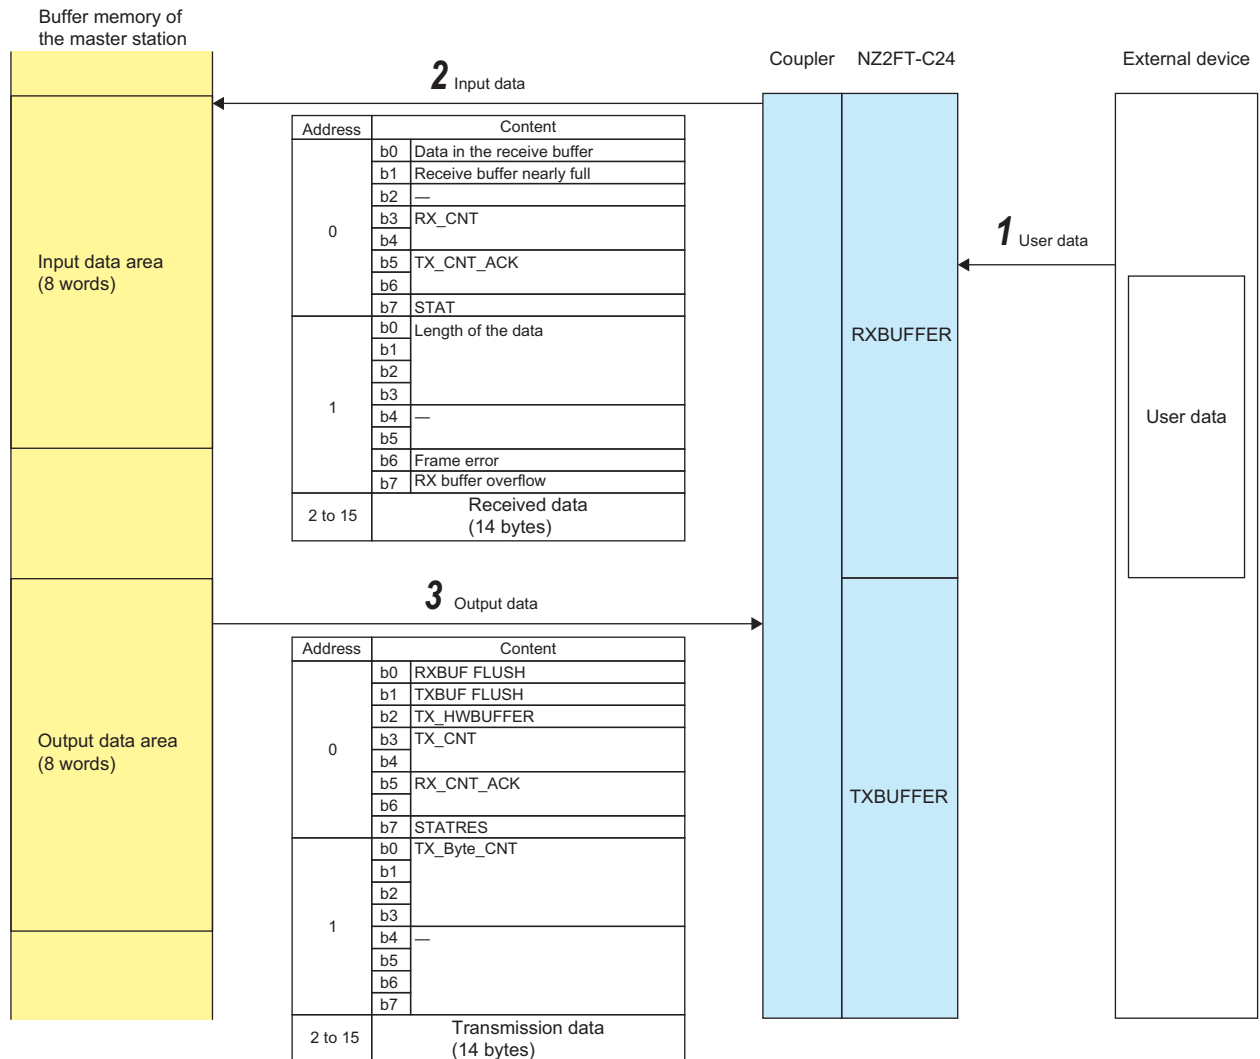 Buffer memory of
the master station
Coupler
NZ2FT-C24
External device
2 Input data
Address Content
0
b0 Data in the receive buffer
b1 Receive buffer nearly full
b2 —
b3 RX_CNT
b4
b5 TX_CNT_ACK
b6
b7 STAT
1
b0 Length of the data
b1
b2
b3
b4 —
b5
b6 Frame error
b7 RX buffer overflow
2 to 15 Received data
(14 bytes)
Input data area
(8 words)
1 User data
RXBUFFER
User data
3 Output data
Address Content
0
b0 RXBUF FLUSH
b1 TXBUF FLUSH
b2 TX_HWBUFFER
b3 TX_CNT
b4
b5 RX_CNT_ACK
b6
b7 STATRES
1
b0 TX_Byte_CNT
b1
b2
b3
b4 —
b5
b6
b7
2 to 15 Transmission data
(14 bytes)
Output data area
(8 words)
TXBUFFER